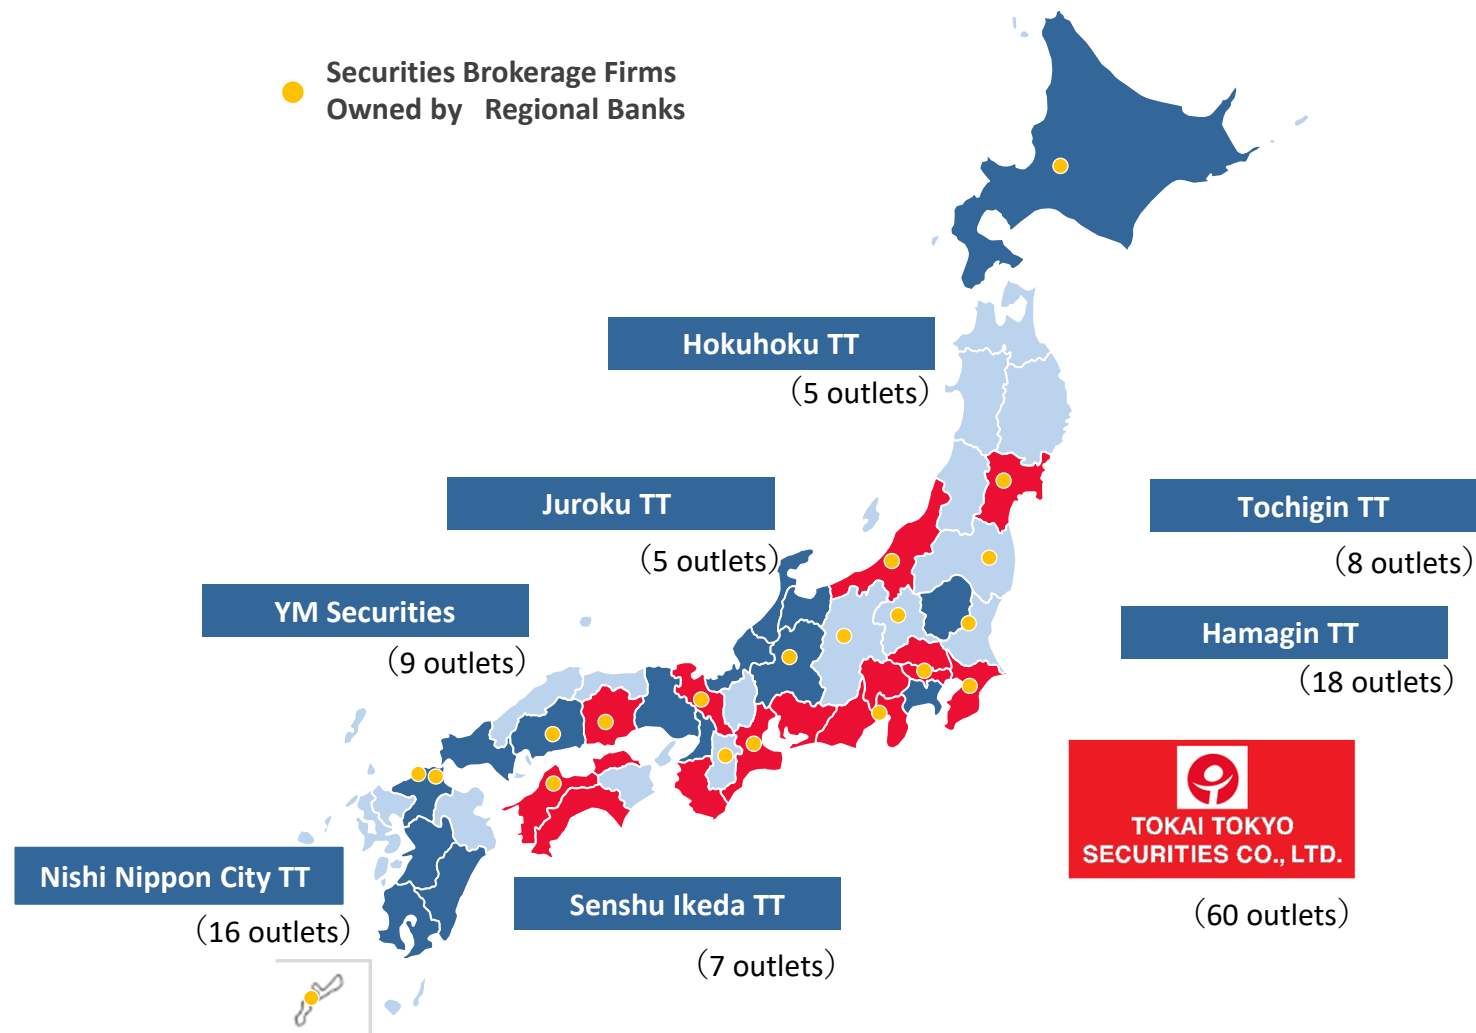 Securities Brokerage Firms
Owned by Regional Banks
Hokuhoku TT
（5 outlets）
Juroku TT
（5 outlets）
Tochigin TT
（8 outlets）
YM Securities
（9 outlets）
Hamagin TT
（18 outlets）
TOKAI TOKYO
SECURITIES CO., LTD.
（60 outlets）
Nishi Nippon City TT
（16 outlets）
Senshu Ikeda TT
（7 outlets）